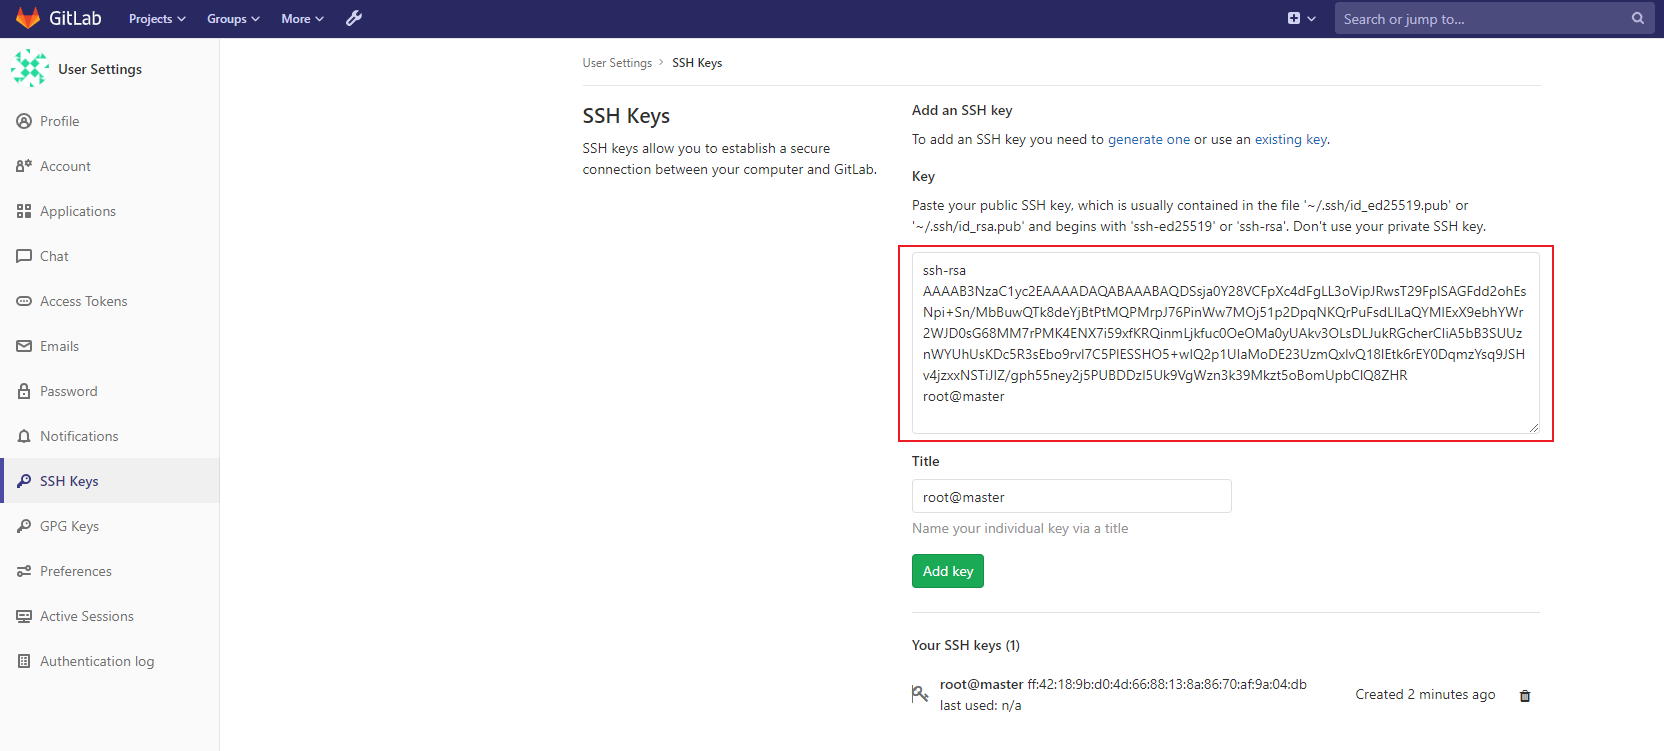 GitLab Projects Groups More Search or jump to...
User Settings
Profile
Account
Applications
Chat
Access Tokens
Emails
Password
Notifications
SSH Keys
GPG Keys
Preferences
Active Sessions
Authentication log
User Settings > SSH Keys
SSH Keys
SSH keys allow you to establish a secure
connection between your computer and GitLab.
Add an SSH key
To add an SSH key you need to generate one or use an existing key.
Key
Paste your public SSH key, which is usually contained in the file '~/.ssh/id_ed25519.pub' or
'~/.ssh/id_rsa.pub' and begins with 'ssh-ed25519' or 'ssh-rsa'. Don't use your private SSH key.
ssh-rsa
root@master
Title
root@master
Name your individual key via a title
Add key
Your SSH keys (1)
root@master ff:42:18:9b:d0:4d:66:88:13:8a:86:70:af:9a:04:db
last used: n/a
Created 2 minutes ago